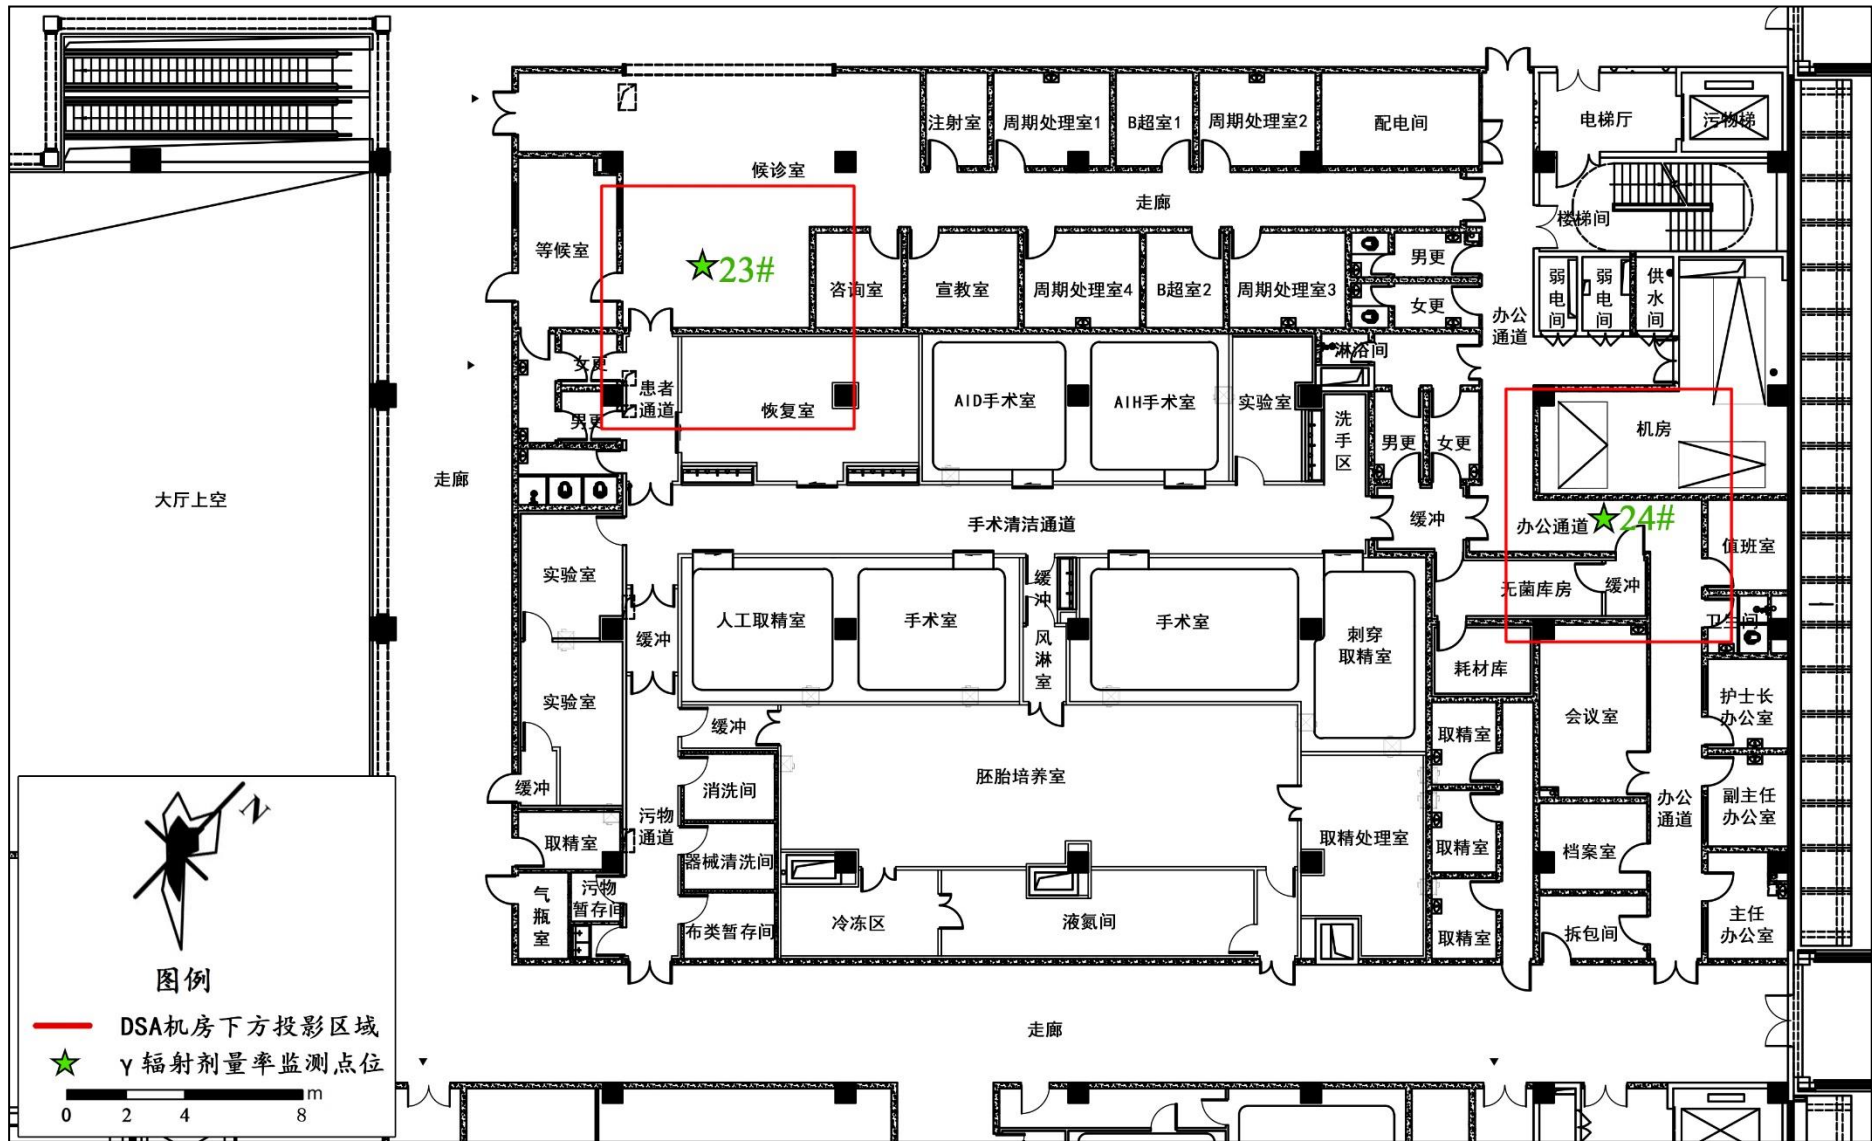 注射室
周期处理室1
B超室1
周期处理室2
配电间
电梯厅
污物梯
候诊室
走廊
楼梯间
等候室
23#
咨询室
宣教室
周期处理室4
B超室2
周期处理室3
男更
女更
办公
通道
弱
电
间
弱
电
间
供
水
间
女更
男更
患者
通道
恢复室
AID手术室
AIH手术室
实验室
淋浴间
洗
手
区
男更
女更
机房
大厅上空
走廊
手术清洁通道
缓冲
办公通道
24#
值班室
实验室
缓冲
人工取精室
手术室
缓
冲
风
淋
室
手术室
刺穿
取精室
无菌库房
缓冲
卫生间
耗材库
实验室
缓冲
缓冲
胚胎培养室
取精室
会议室
护士长
办公室
消洗间
取精室
污物
通道
器械清洗间
取精处理室
取精室
办公
通道
副主任
办公室
档案室
气
瓶
室
污物
暂存间
布类暂存间
冷冻区
液氮间
取精室
拆包间
主任
办公室
走廊
N
图例
DSA机房下方投影区域
γ辐射剂量率监测点位
m
0 2 4 8